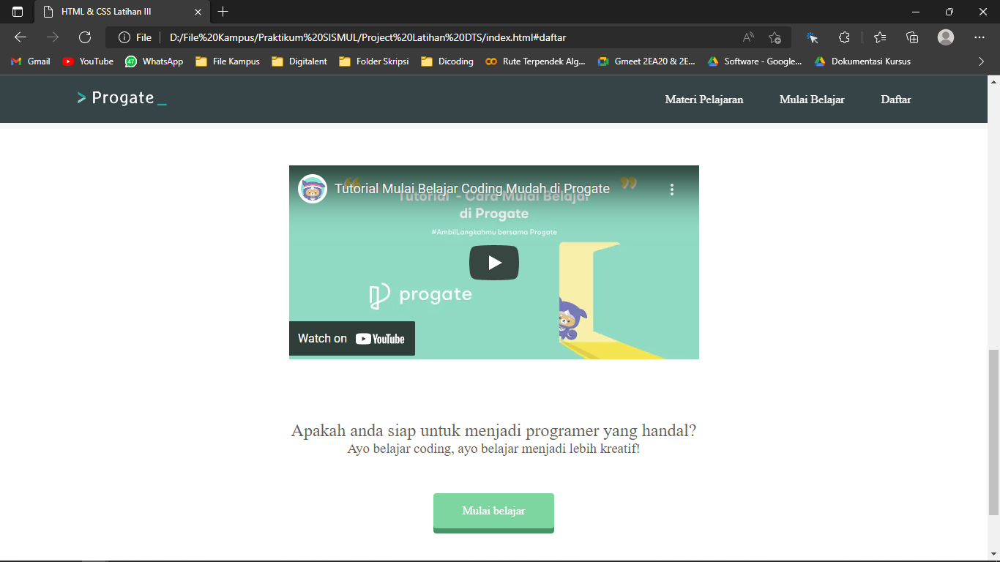 HTML & CSS Latihan III
File
D:/File%20Kampus/Praktikum%20SISMUL/Project%20Latihan%20DTS/index.html#daftar
Gmail
YouTube
47
WhatsApp
File Kampus
Digitalent
Folder Skripsi
Dicoding
Rute Terpendek Alg...
Gmeet 2EA20 & 2E...
Software - Google...
Dokumentasi Kursus
> Progate _
Materi Pelajaran
Mulai Belajar
Daftar
Tutorial Mulai Belajar Coding Mudah di Progate
Tutorial - Cara Mulai Belajar
di Progate
#AmbilLangkahmu bersama Progate
progate
Watch on YouTube
Apakah anda siap untuk menjadi programer yang handal?
Ayo belajar coding, ayo belajar menjadi lebih kreatif!
Mulai belajar